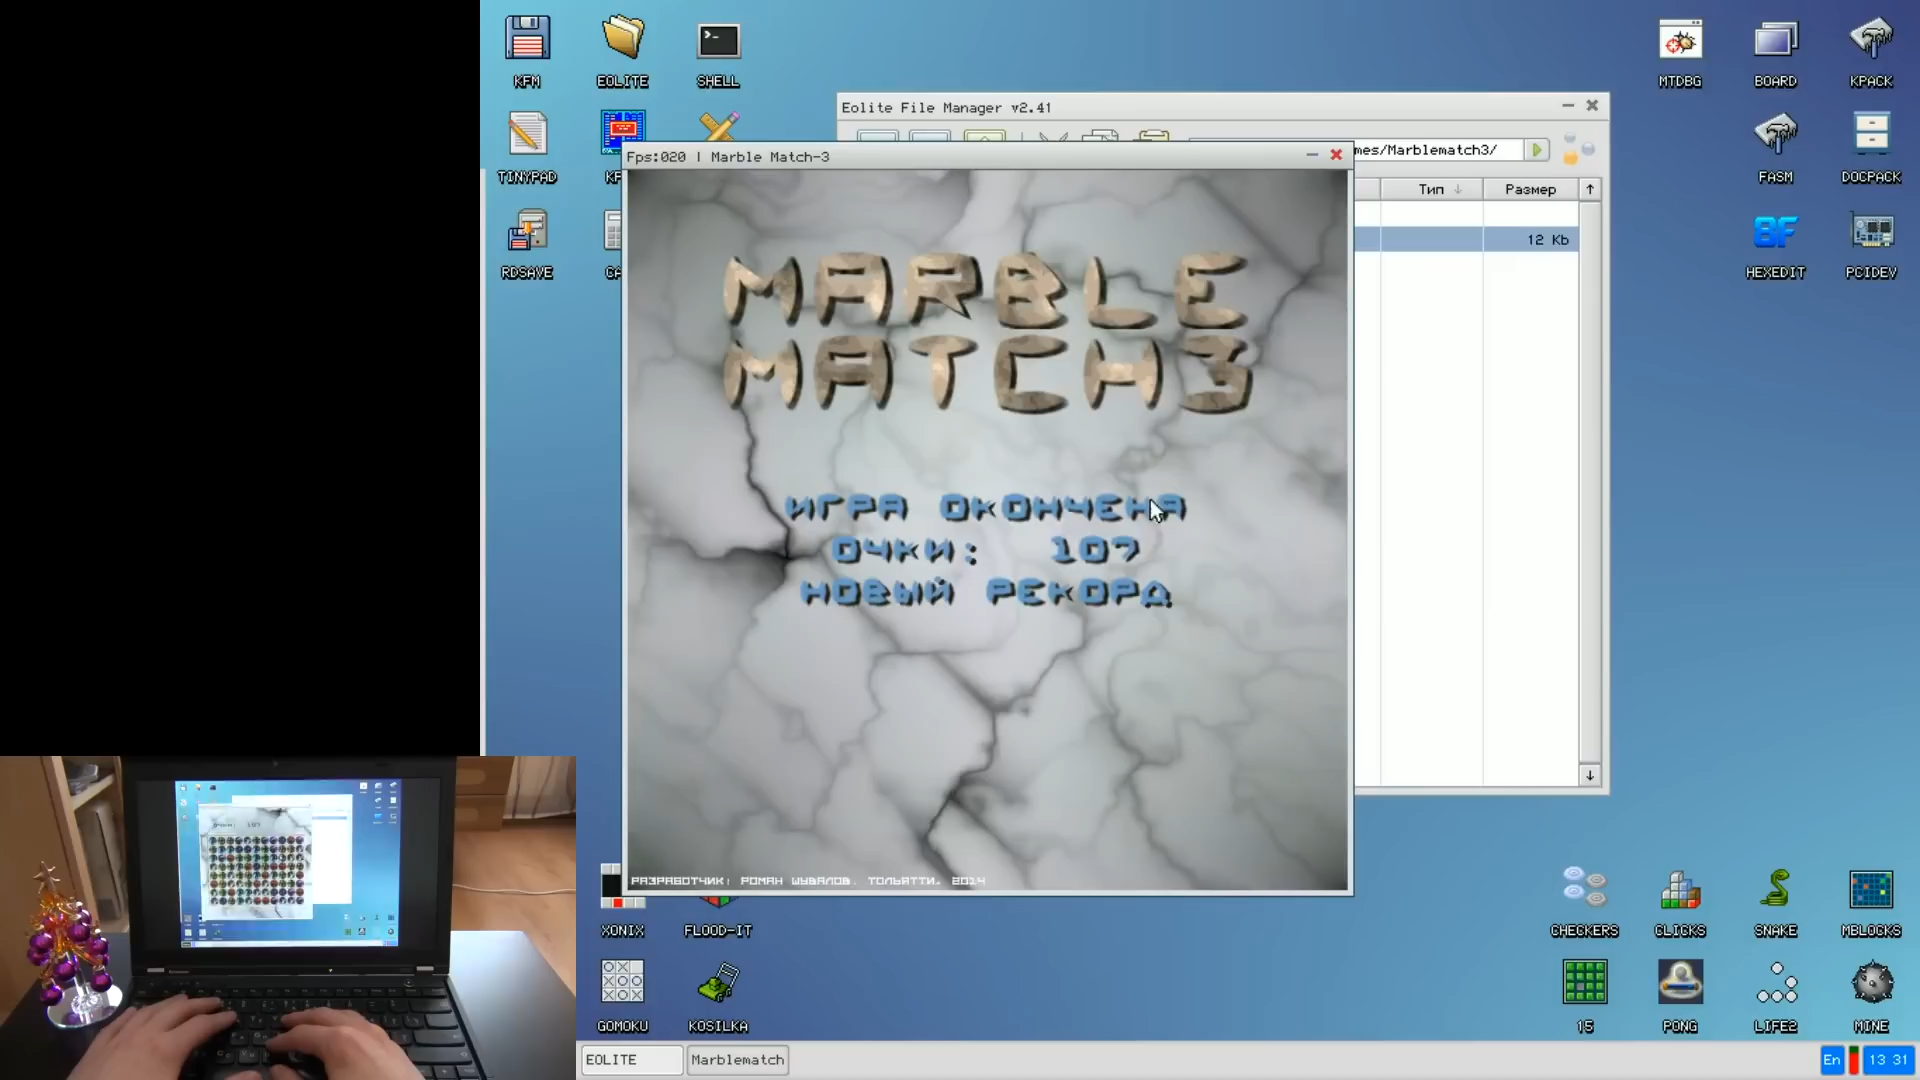 KFM
EOLITE
SHELL
MTDBG
BOARD
KPACK
Eolite File Manager v2.41
TINYPAD
Fps:020 | Marble Match-3
mes/Marblematch3/
FASM
DOCPACK
Тип
Размер
12 Kb
RDSAVE
HEXEDIT
PCIDEV
MARBLE
MATCH3
ИГРА ОКОНЧЕНА
ОЧКИ: 107
НОВЫЙ РЕКОРД
РАЗРАБОТЧИК: РОМАН ШУВАЛОВ. ТОЛЬЯТТИ. 2014
XONIX
FLOOD-IT
CHECKERS
CLICKS
SNAKE
MBLOCKS
GOMOKU
KOSILKA
15
PONG
LIFE2
MINE
EOLITE
Marblematch
En
13 31